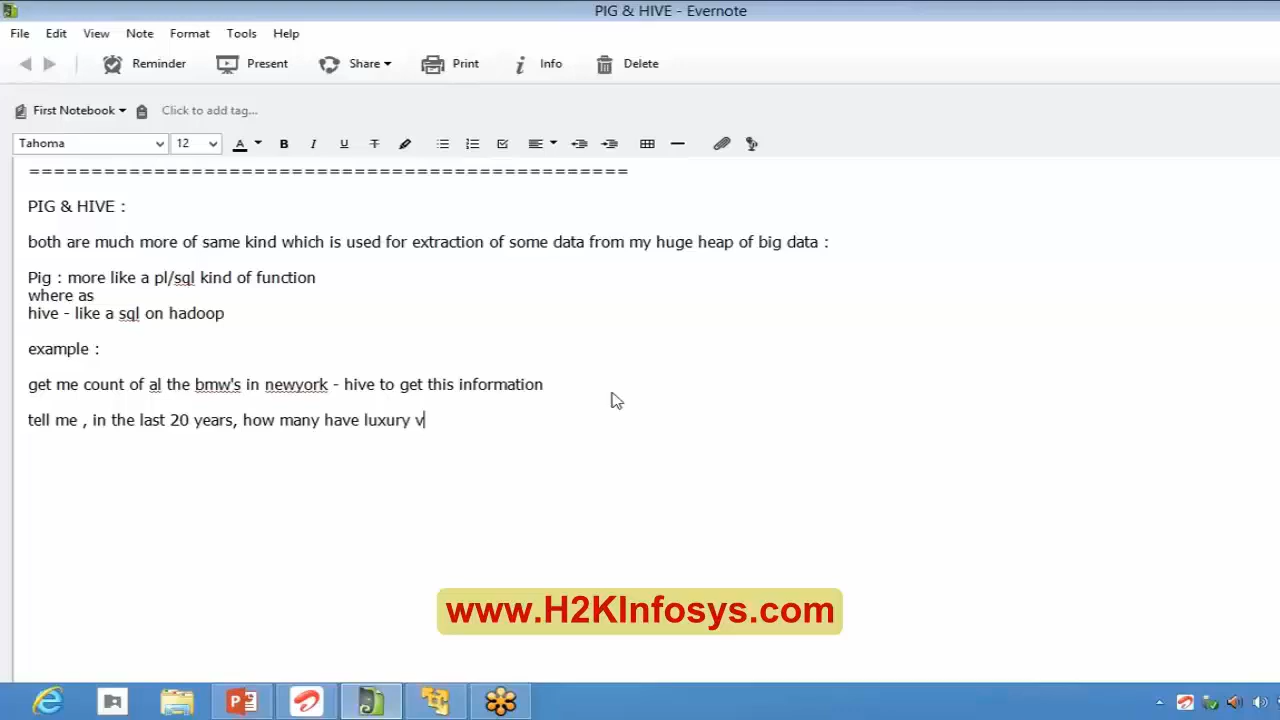 PIG & HIVE - Evernote
File Edit View Note Format Tools Help
Reminder Present Share Print Info Delete
First Notebook Click to add tag...
Tahoma 12 A B I U T
================================================
PIG & HIVE :
both are much more of same kind which is used for extraction of some data from my huge heap of big data :
Pig : more like a pl/sql kind of function
where as
hive - like a sql on hadoop
example :
get me count of al the bmw's in newyork - hive to get this information
tell me , in the last 20 years, how many have luxury v
www.H2KInfosys.com